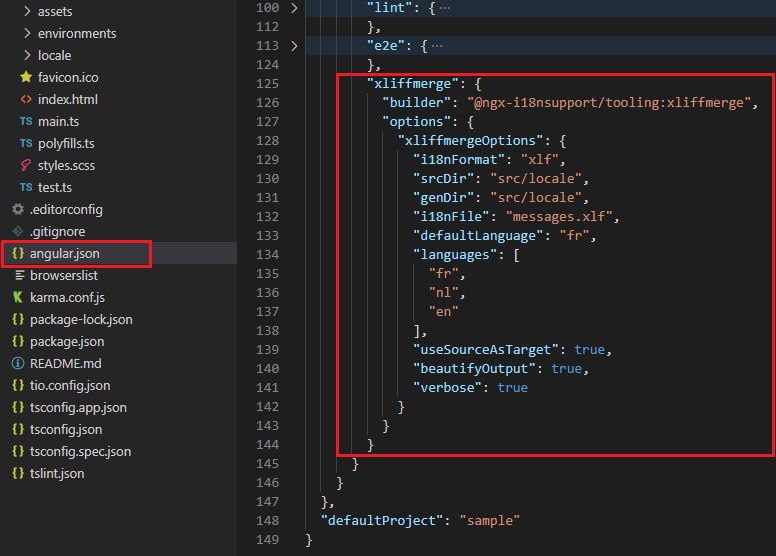 assets
environments
locale
favicon.ico
<> index.html
TS main.ts
TS polyfills.ts
styles.scss
TS test.ts
.editorconfig
.gitignore
{} angular.json
browserslist
K karma.conf.js
{} package-lock.json
{} package.json
README.md
{} tio.config.json
{} tsconfig.app.json
{} tsconfig.json
{} tsconfig.spec.json
{} tslint.json
100 > "lint": {…
112 },
113 > "e2e": {…
124 },
125 "xliffmerge": {
126 "builder": "@ngx-i18nsupport/tooling:xliffmerge",
127 "options": {
128 "xliffmergeOptions": {
129 "i18nFormat": "xlf",
130 "srcDir": "src/locale",
131 "genDir": "src/locale",
132 "i18nFile": "messages.xlf",
133 "defaultLanguage": "fr",
134 "languages": [
135 "fr",
136 "nl",
137 "en"
138 ],
139 "useSourceAsTarget": true,
140 "beautifyOutput": true,
141 "verbose": true
142 }
143 }
144 }
145 }
146 }
147 },
148 "defaultProject": "sample"
149 }